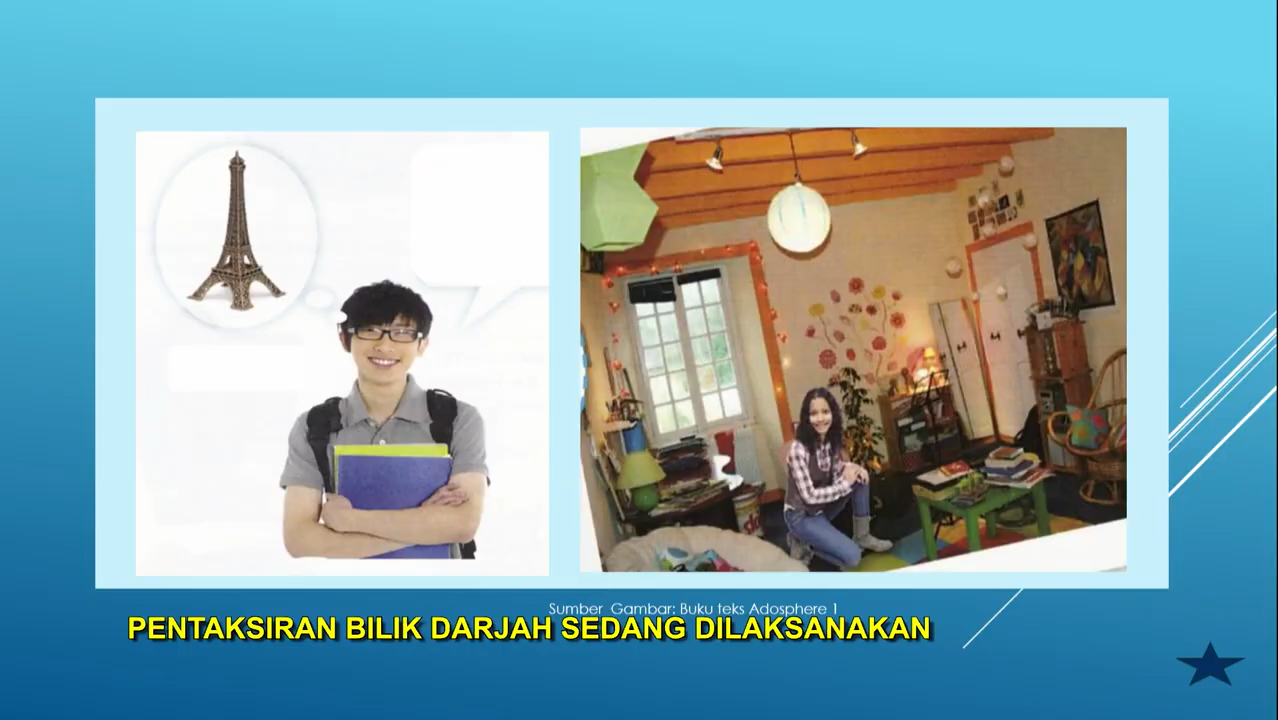 Sumber Gambar: Buku teks Adosphere 1
PENTAKSIRAN BILIK DARJAH SEDANG DILAKSANAKAN